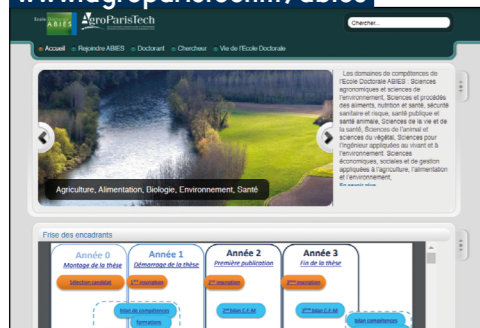 www.agroparistech.fr/abies
Ecole Doctorale
ABIES
AgroParisTech
Chercher...
Accueil
Rejoindre ABIES
Doctorant
Chercheur
Vie de l'Ecole Doctorale
Les domaines de compétences de
l'Ecole Doctorale ABIES : Sciences
agronomiques et sciences de
l'environnement, Sciences et procédés
des aliments, nutrition et santé, sécurité
sanitaire et risque, santé publique et
santé animale, Sciences de la vie et de
la santé, Sciences de l'animal et
sciences du végétal, Sciences pour
l'ingénieur appliquées au vivant et à
l'environnement, Sciences
économiques, sociales et de gestion
appliquées à l'agriculture, l'alimentation
et l'environnement,
En savoir plus
Agriculture, Alimentation, Biologie, Environnement, Santé
Frise des encadrants
Année 0
Montage de la thèse
Année 1
Démarrage de la thèse
Année 2
Première publication
Année 3
Fin de la thèse
Sélection candidat
1ère inscription
2ème inscription
3ème inscription
bilan de compétences
formations
bilan compétences